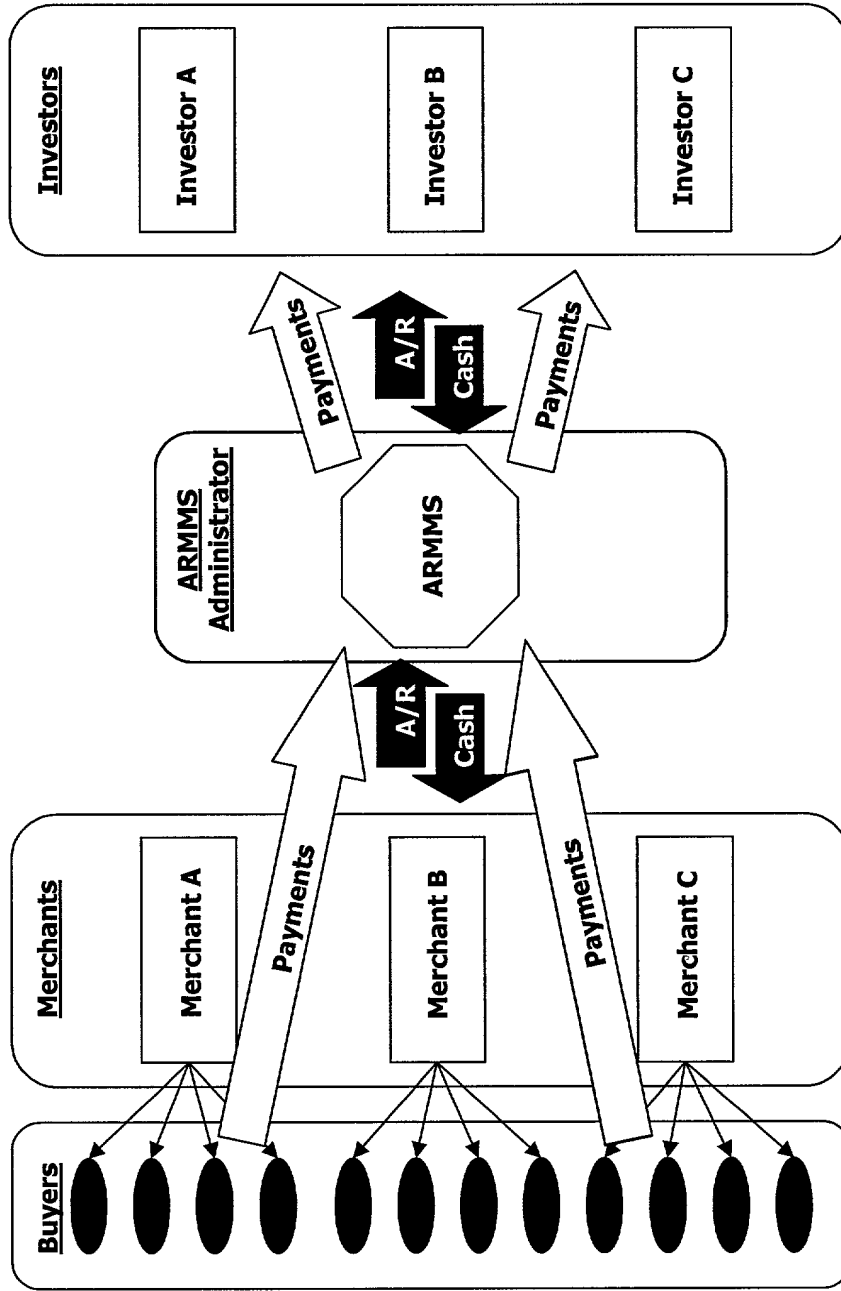 Buyers
Merchants
Merchant A
Merchant B
Merchant C
Payments
Payments
A/R
Cash
ARMMS
Administrator
ARMMS
Payments
Payments
A/R
Cash
Investors
Investor A
Investor B
Investor C